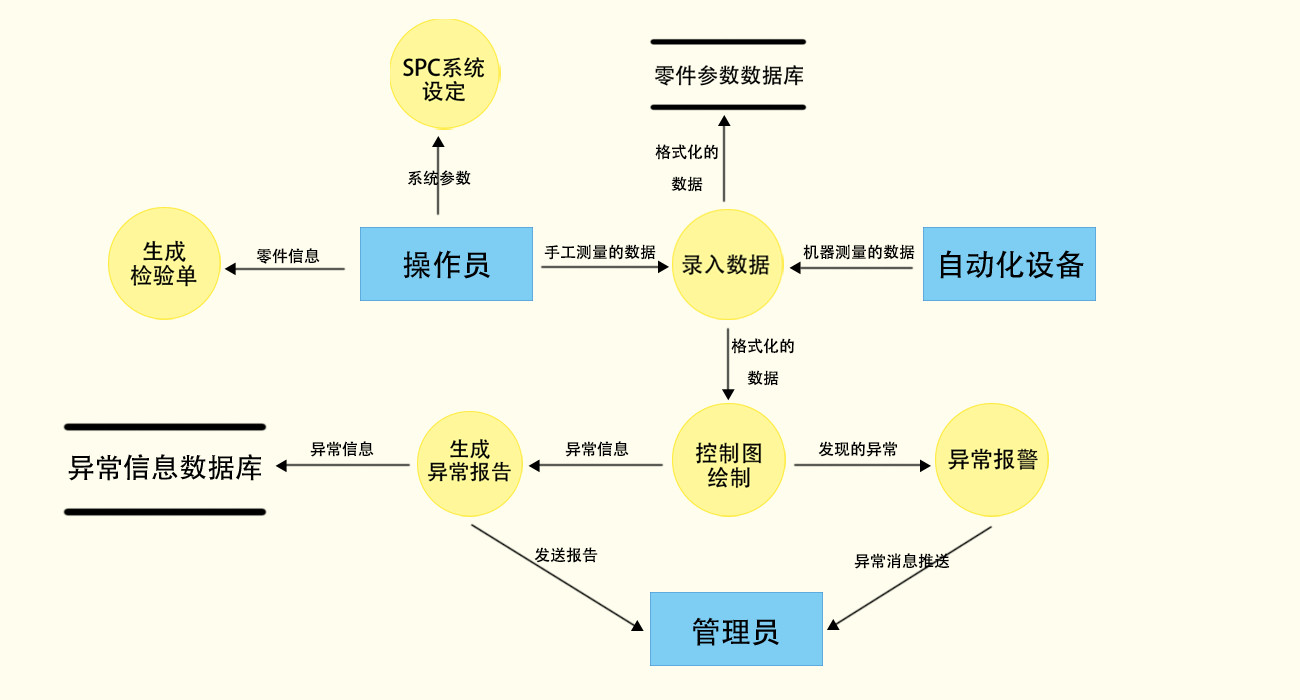 SPC系统
设定
零件参数数据库
格式化的
数据
系统参数
生成
检验单
零件信息
操作员
手工测量的数据
录入数据
机器测量的数据
自动化设备
格式化的
数据
异常信息数据库
异常信息
生成
异常报告
异常信息
控制图
绘制
发现的异常
异常报警
发送报告
异常消息推送
管理员